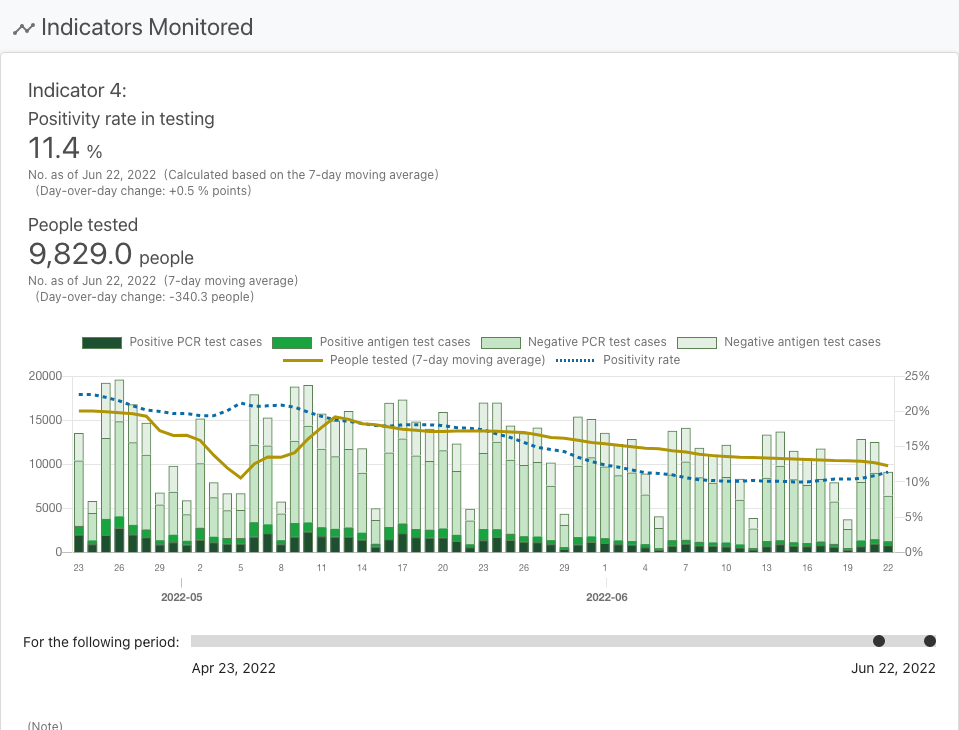 Indicators Monitored
Indicator 4:
Positivity rate in testing
11.4 %
No. as of Jun 22, 2022 (Calculated based on the 7-day moving average)
(Day-over-day change: +0.5 % points)
People tested
9,829.0 people
No. as of Jun 22, 2022 (7-day moving average)
(Day-over-day change: -340.3 people)
Positive PCR test cases Positive antigen test cases Negative PCR test cases Negative antigen test cases
People tested (7-day moving average) Positivity rate
20000 25%
15000 20%
15%
10000
10%
5000
5%
0 0%
23 26 29 2 5 8 11 14 17 20 23 26 29 1 4 7 10 13 16 19 22
2022-05 2022-06
For the following period:
Apr 23, 2022 Jun 22, 2022
(Note)